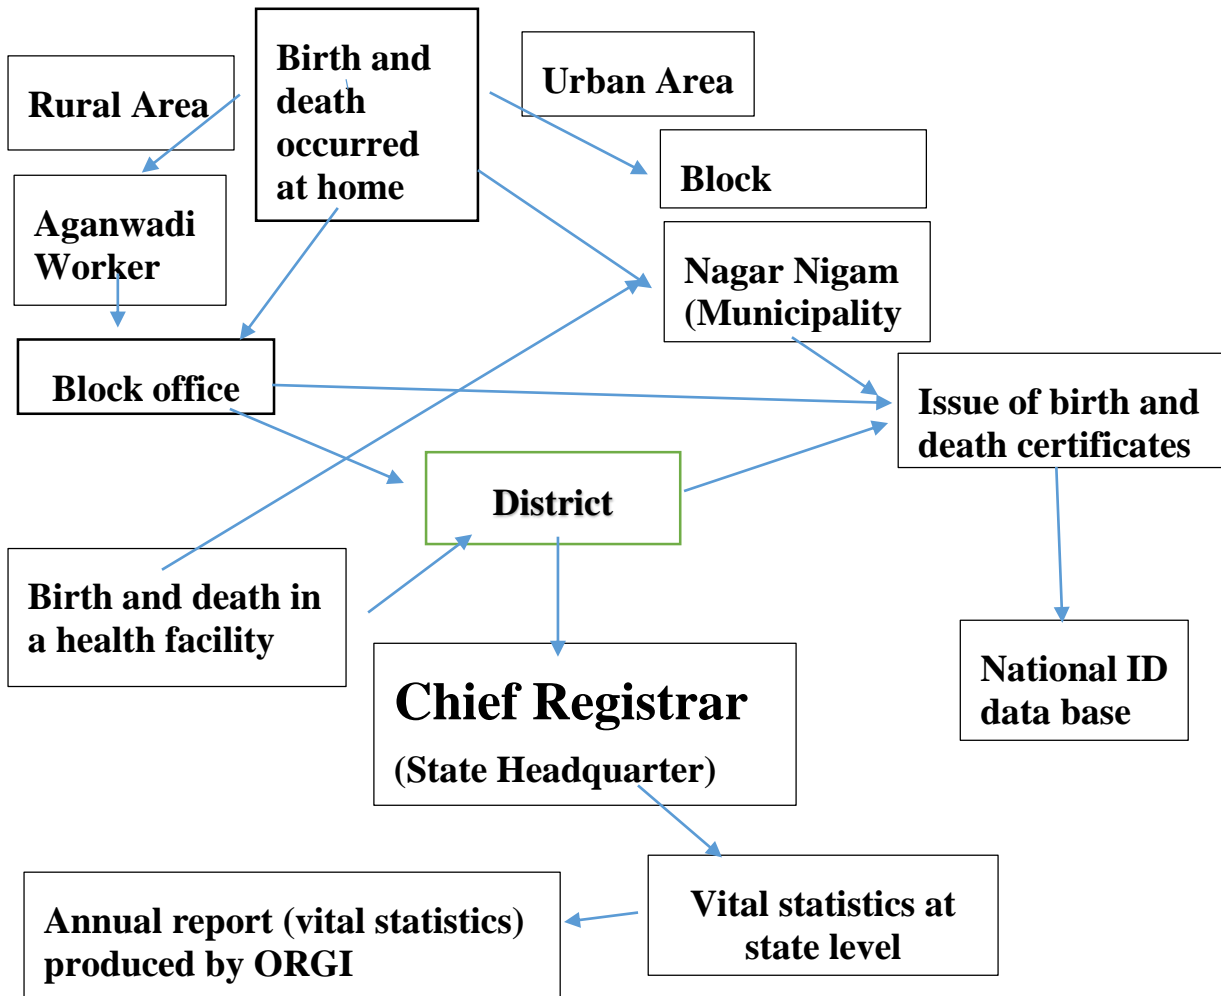 Rural Area
Birth and
death
occurred
at home
Urban Area
Block
Aganwadi
Worker
Nagar Nigam
(Municipality
Block office
Issue of birth and
death certificates
District
Birth and death in
a health facility
National ID
data base
Chief Registrar
(State Headquarter)
Vital statistics at
state level
Annual report (vital statistics)
produced by ORGI